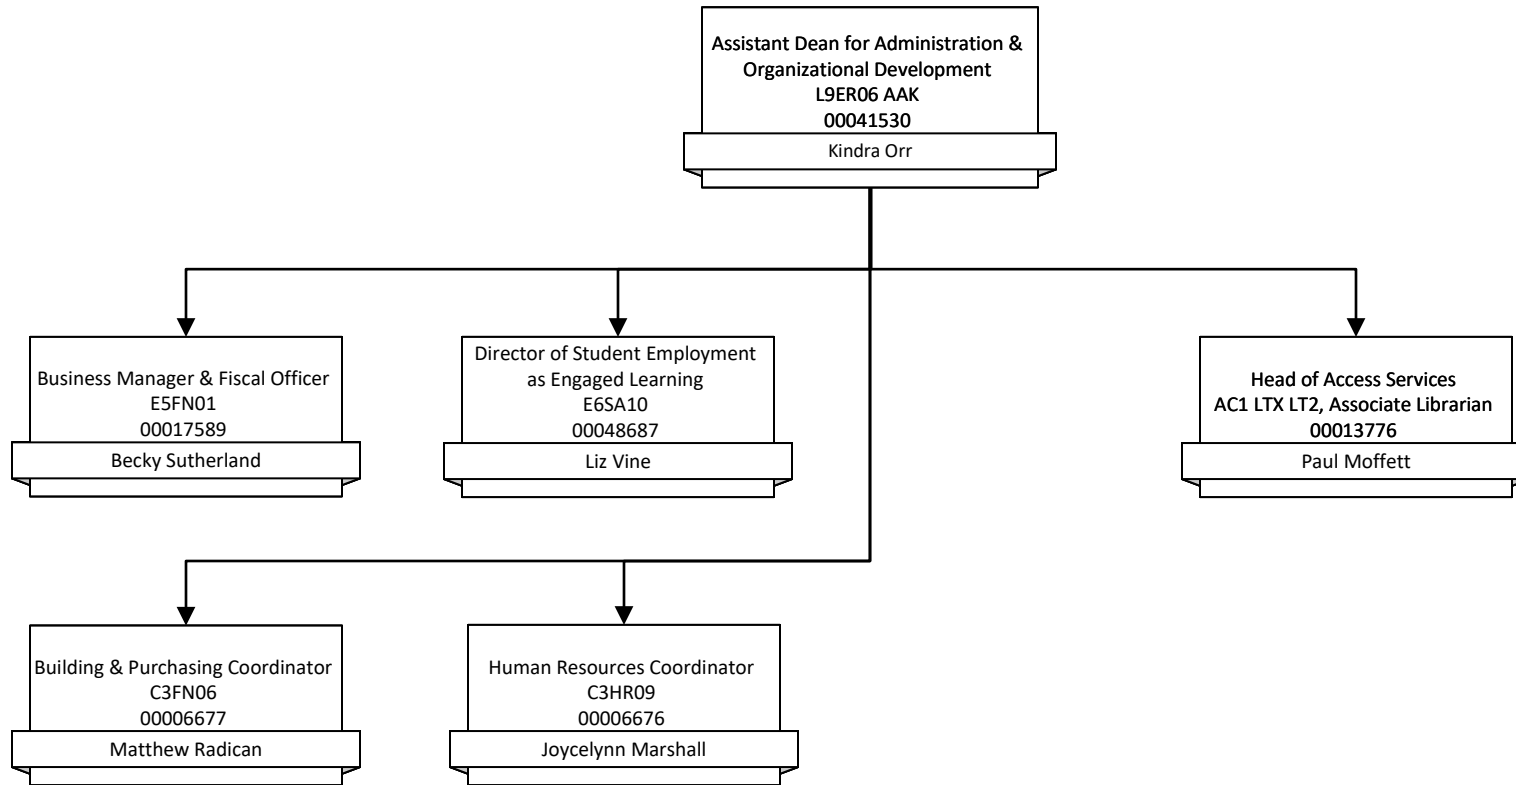 Assistant Dean for Administration &
Organizational Development
L9ER06 AAK
00041530
Kindra Orr
Business Manager & Fiscal Officer
E5FN01
00017589
Becky Sutherland
Director of Student Employment
as Engaged Learning
E6SA10
00048687
Liz Vine
Head of Access Services
AC1 LTX LT2, Associate Librarian
00013776
Paul Moffett
Building & Purchasing Coordinator
C3FN06
00006677
Matthew Radican
Human Resources Coordinator
C3HR09
00006676
Joycelynn Marshall